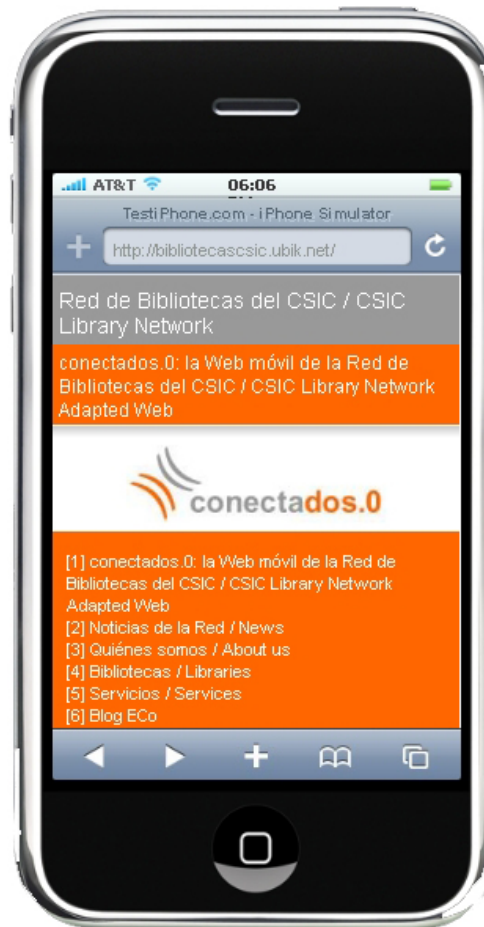 AT&T 06:06
TestiPhone.com - iPhone Simulator
http://bibliotecascsic.ubik.net/
Red de Bibliotecas del CSIC / CSIC
Library Network
conectados.0: la Web móvil de la Red de
Bibliotecas del CSIC / CSIC Library Network
Adapted Web
conectados.0
[1] conectados.0: la Web móvil de la Red de
Bibliotecas del CSIC / CSIC Library Network
Adapted Web
[2] Noticias de la Red / News
[3] Quiénes somos / About us
[4] Bibliotecas / Libraries
[5] Servicios / Services
[6] Blog ECo